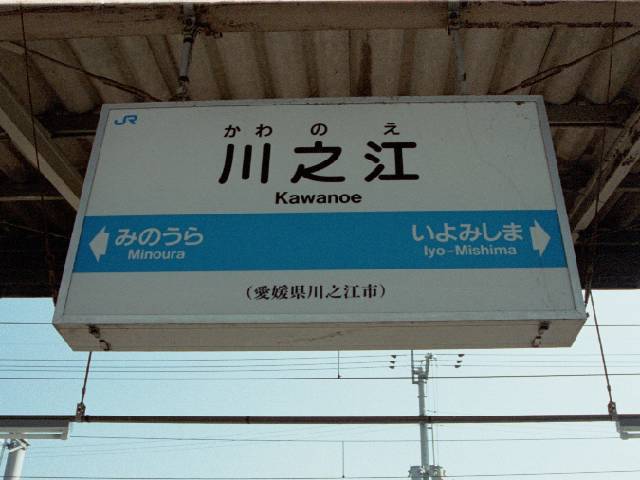 JR
かわのえ
川之江
Kawanoe
みのうら
Minoura
いよみしま
Iyo-Mishima
(愛媛県川之江市)